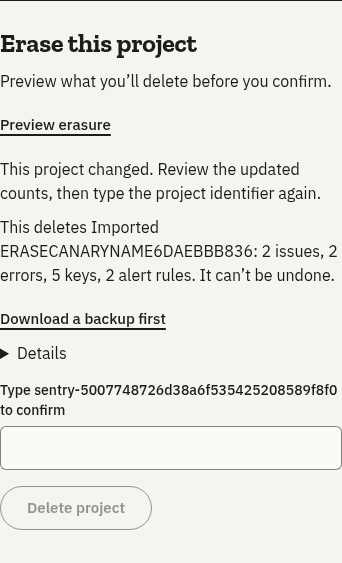 Erase this project
Preview what you’ll delete before you confirm.
Preview erasure
This project changed. Review the updated
counts, then type the project identifier again.
This deletes Imported
ERASECANARYNAME6DAEBBB836: 2 issues, 2
errors, 5 keys, 2 alert rules. It can’t be undone.
Download a backup first
Details
Type sentry-5007748726d38a6f535425208589f8f0
to confirm
Delete project